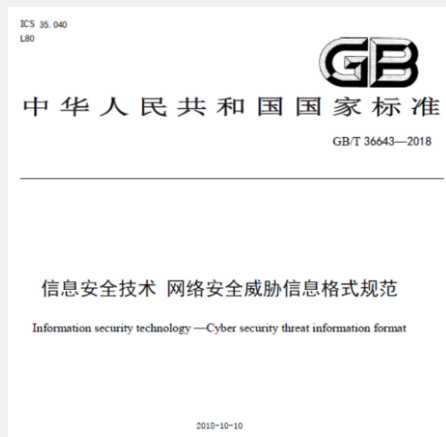 ICS 35.040
L80
GB
中华人民共和国国家标准
GB/T 36643—2018
信息安全技术 网络安全威胁信息格式规范
Information security technology —Cyber security threat information format
2018-10-10